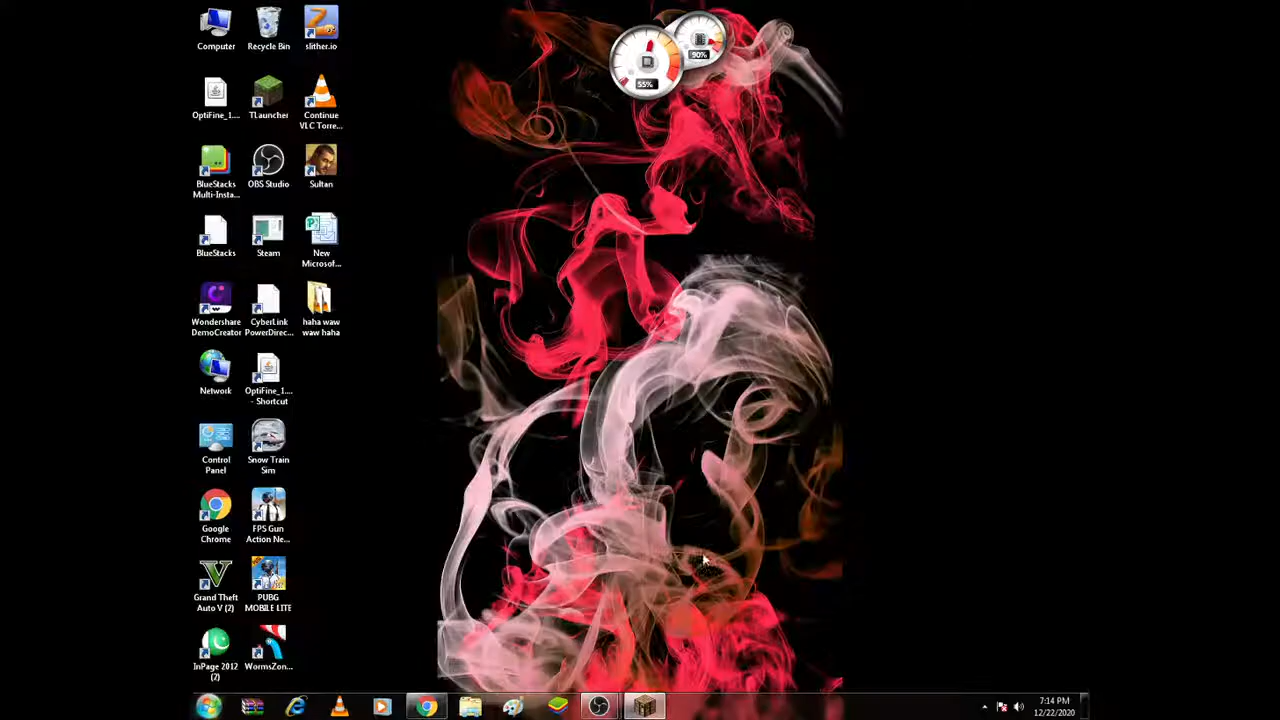 Computer
Recycle Bin
slither.io
55%
90%
OptiFine_1....
TLauncher
Continue
VLC Torre...
BlueStacks
Multi-Insta...
OBS Studio
Sultan
BlueStacks
Steam
New
Microsof...
Wondershare
DemoCreator
CyberLink
PowerDirec...
haha waw
waw haha
Network
OptiFine_1....
- Shortcut
Control
Panel
Snow Train
Sim
Google
Chrome
FPS Gun
Action Ne...
Grand Theft
Auto V (2)
PUBG
MOBILE LITE
InPage 2012
(2)
WormsZon...
7:14 PM
12/22/2020